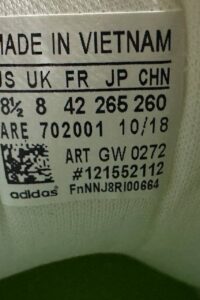 MADE IN VIETNAM
US UK FR JP CHN
8½ 8 42 265 260
ARE 702001 10/18
ART GW 0272
#121552112
adidas FnNNJ8RI00664